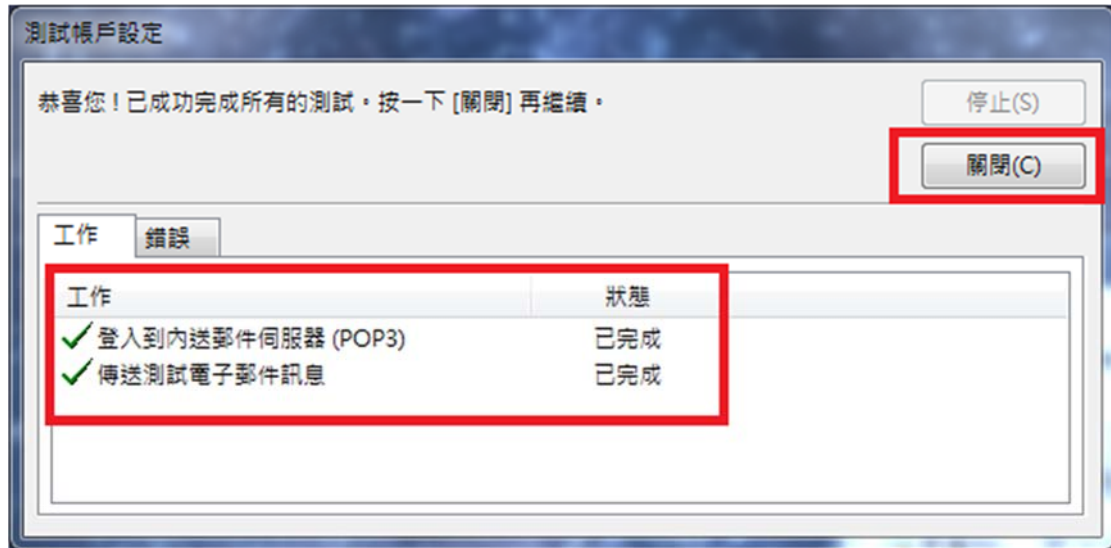 測試帳戶設定
恭喜您！已成功完成所有的測試。按一下 [關閉] 再繼續。
停止(S)
關閉(C)
工作 錯誤
工作 狀態
登入到內送郵件伺服器 (POP3) 已完成
傳送測試電子郵件訊息 已完成